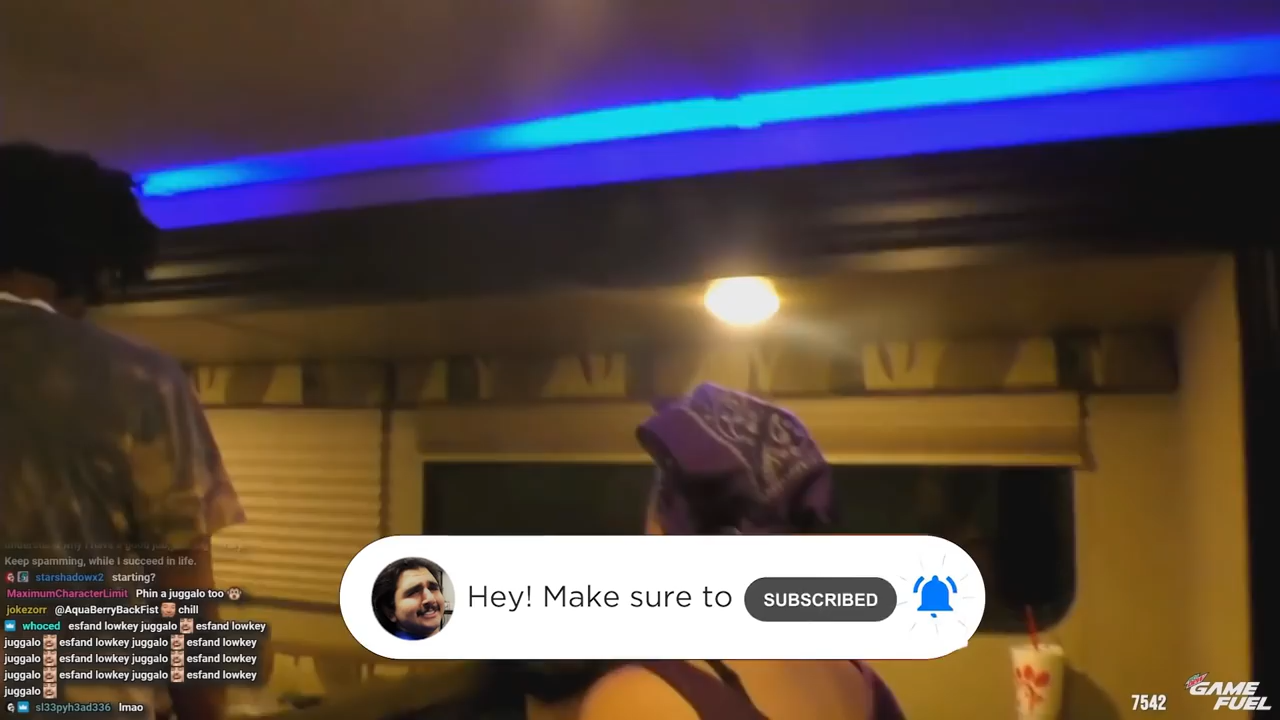 Keep spamming, while I succeed in life.
starshadowx2 starting?
MaximumCharacterLimit Phin a juggalo too
jokezorr @AquaBerryBackFist chill
whoced esfand lowkey juggalo esfand lowkey
juggalo esfand lowkey juggalo esfand lowkey
juggalo esfand lowkey juggalo esfand lowkey
juggalo esfand lowkey juggalo esfand lowkey
juggalo
sl33pyh3ad336 lmao
Hey! Make sure to SUBSCRIBED
7542
GAME
FUEL